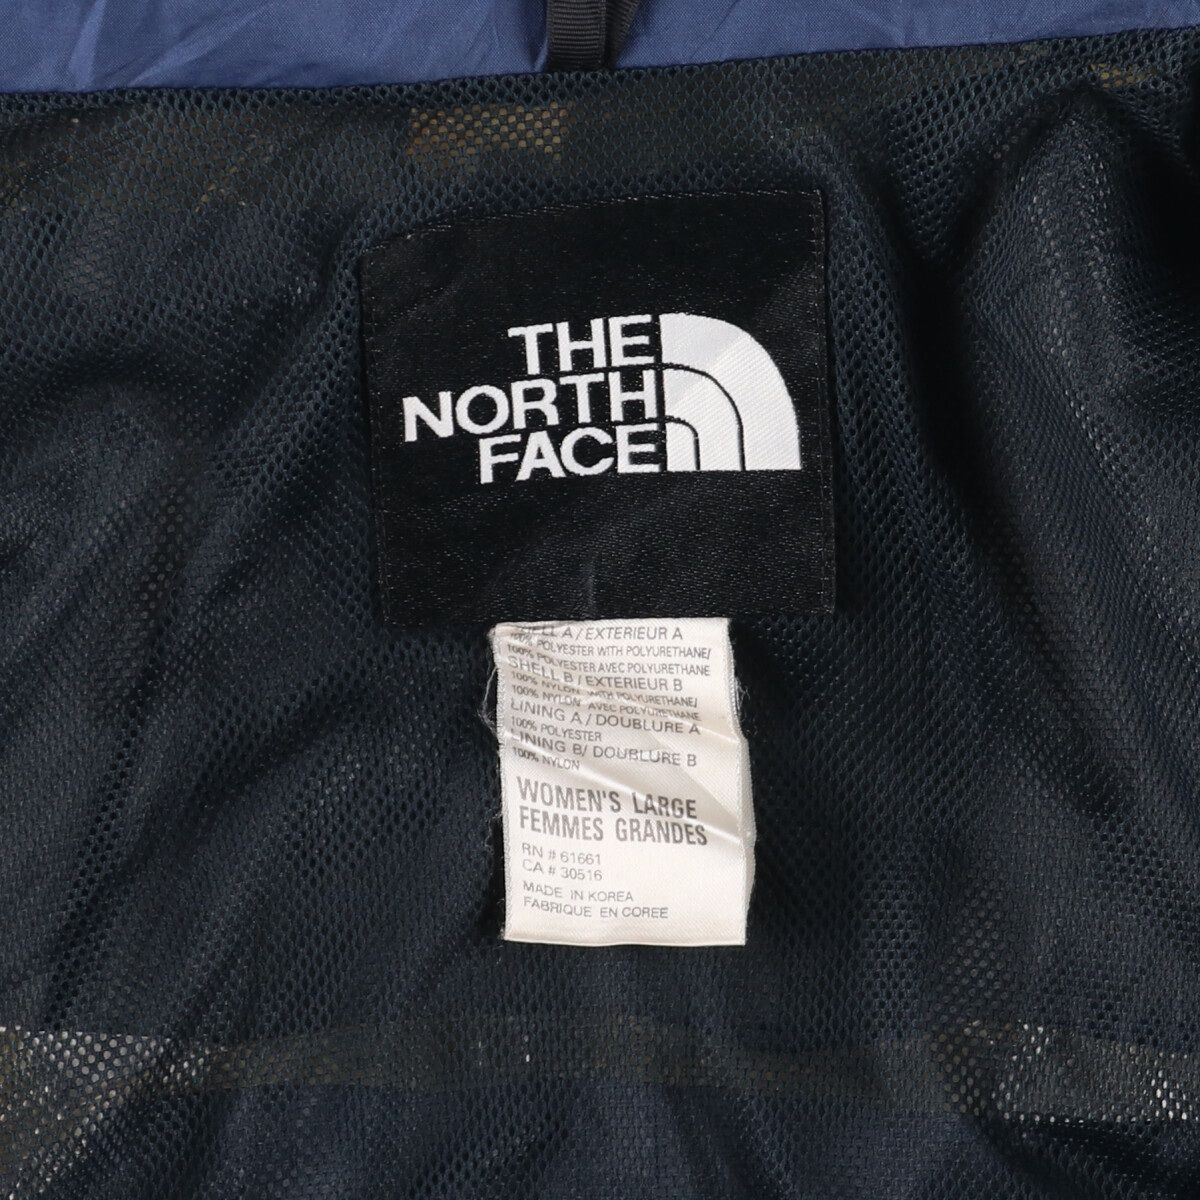 THE
NORTH
FACE
SHELL A / EXTERIEUR A
100% POLYESTER WITH POLYURETHANE/
100% POLYESTER AVEC POLYURETHANE
SHELL B / EXTERIEUR B
100% NYLON WITH POLYURETHANE/
100% NYLON AVEC POLYURETHANE
LINING A / DOUBLURE A
100% POLYESTER
LINING B/ DOUBLURE B
100% NYLON
WOMEN'S LARGE
FEMMES GRANDES
RN # 61661
CA # 30516
MADE IN KOREA
FABRIQUE EN COREE